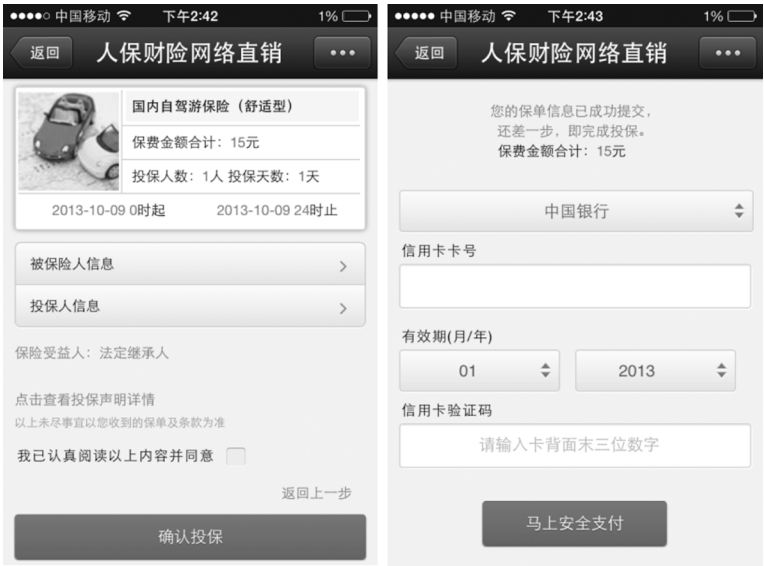 中国移动 下午2:42 1%
返回 人保财险网络直销
国内自驾游保险（舒适型）
保费金额合计：15元
投保人数：1人 投保天数：1天
2013-10-09 0时起 2013-10-09 24时止
被保险人信息
投保人信息
保险受益人：法定继承人
点击查看投保声明详情
以上未尽事宜以您收到的保单及条款为准
我已认真阅读以上内容并同意
返回上一步
确认投保
中国移动 下午2:43 1%
返回 人保财险网络直销
您的保单信息已成功提交，
还差一步，即完成投保。
保费金额合计：15元
中国银行
信用卡卡号
有效期(月/年)
01 2013
信用卡验证码
请输入卡背面末三位数字
马上安全支付